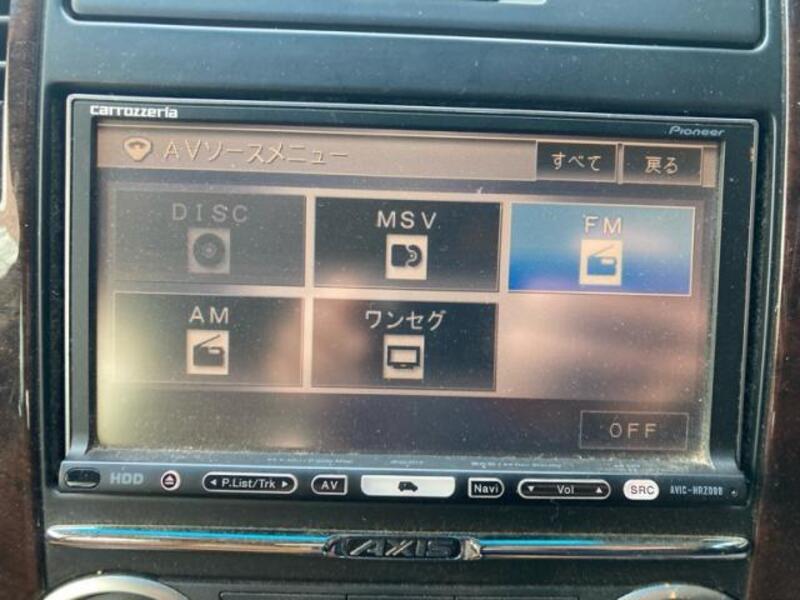 carrozzeria
Pioneer
AVソースメニュー すべて 戻る
DISC MSV FM
AM ワンセグ
OFF
HDD P.List/Trk AV Navi Vol SRC AVIC-HRZ099
AXIS